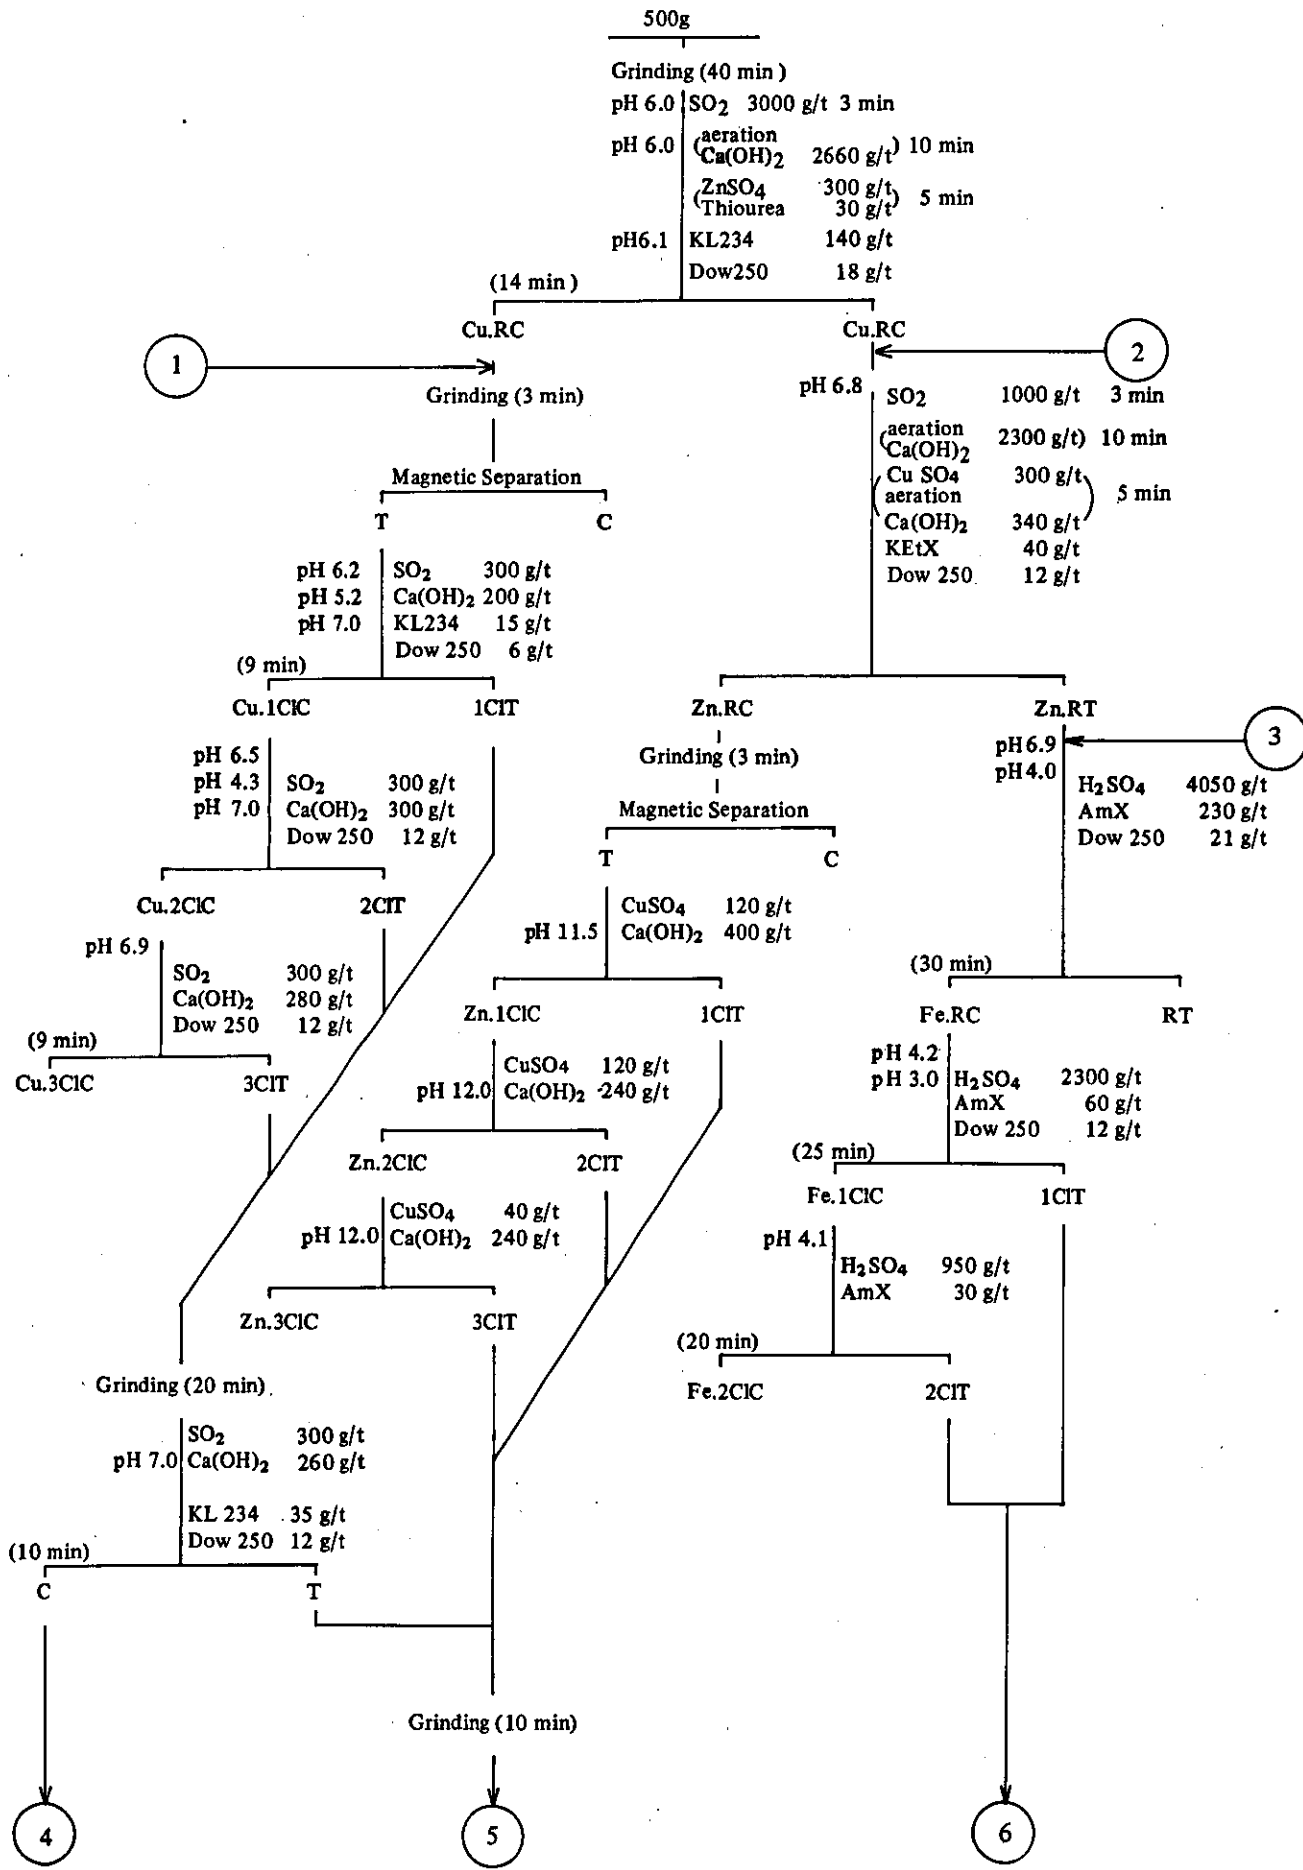 500g
Grinding (40 min )
pH 6.0 SO2 3000 g/t 3 min
pH 6.0 (aeration
Ca(OH)2 2660 g/t) 10 min
(ZnSO4 300 g/t
Thiourea 30 g/t) 5 min
pH6.1 KL234 140 g/t
Dow250 18 g/t
(14 min )
Cu.RC Cu.RC
1
2
Grinding (3 min)
pH 6.8 SO2 1000 g/t 3 min
(aeration
Ca(OH)2 2300 g/t) 10 min
(Cu SO4 300 g/t
aeration
Ca(OH)2 340 g/t) 5 min
KEtX 40 g/t
Dow 250 12 g/t
Magnetic Separation
T C
pH 6.2 SO2 300 g/t
pH 5.2 Ca(OH)2 200 g/t
pH 7.0 KL234 15 g/t
Dow 250 6 g/t
(9 min)
Cu.1ClC 1ClT
Zn.RC Zn.RT
3
pH 6.5
pH 4.3 SO2 300 g/t
pH 7.0 Ca(OH)2 300 g/t
Dow 250 12 g/t
Grinding (3 min)
Magnetic Separation
T C
pH6.9
pH4.0
H2SO4 4050 g/t
AmX 230 g/t
Dow 250 21 g/t
Cu.2ClC 2ClT
pH 6.9
SO2 300 g/t
Ca(OH)2 280 g/t
Dow 250 12 g/t
(9 min)
Cu.3ClC 3ClT
CuSO4 120 g/t
pH 11.5 Ca(OH)2 400 g/t
Zn.1ClC 1ClT
(30 min)
Fe.RC RT
CuSO4 120 g/t
pH 12.0 Ca(OH)2 240 g/t
Zn.2ClC 2ClT
pH 4.2
pH 3.0 H2SO4 2300 g/t
AmX 60 g/t
Dow 250 12 g/t
(25 min)
Fe.1ClC 1ClT
CuSO4 40 g/t
pH 12.0 Ca(OH)2 240 g/t
Zn.3ClC 3ClT
pH 4.1
H2SO4 950 g/t
AmX 30 g/t
(20 min)
Fe.2ClC 2ClT
Grinding (20 min)
SO2 300 g/t
pH 7.0 Ca(OH)2 260 g/t
KL 234 35 g/t
Dow 250 12 g/t
(10 min)
C T
Grinding (10 min)
4 5 6